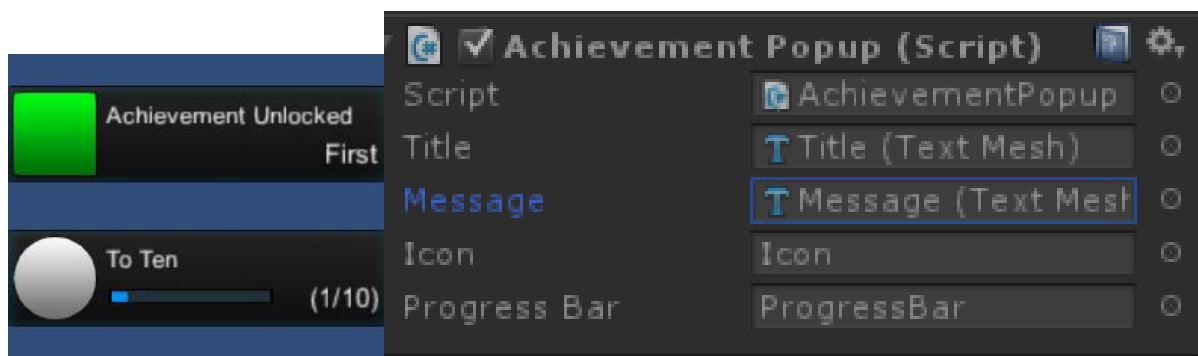 Achievement Unlocked
First
To Ten
(1/10)
Achievement Popup (Script)
Script AchievementPopup
Title Title (Text Mesh)
Message Message (Text Mesh
Icon Icon
Progress Bar ProgressBar